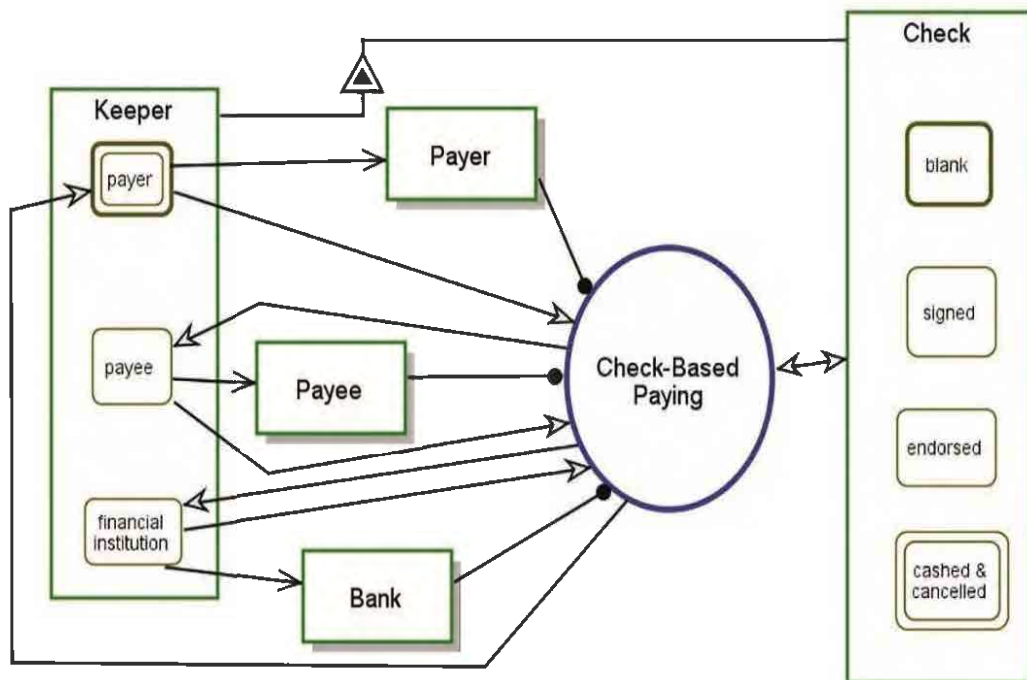 Check
Keeper
payer
Payer
blank
signed
payee
Payee
Check-Based
Paying
endorsed
financial
institution
Bank
cashed &
cancelled